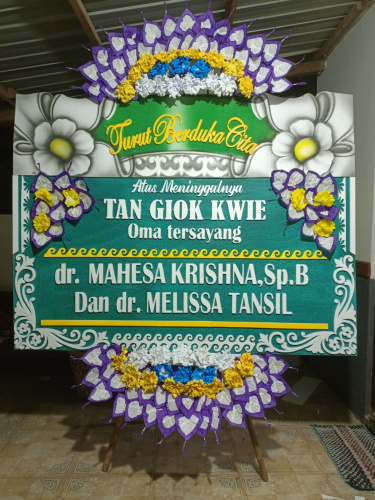 Turut Berduka Cita
Atas Meninggalnya
TAN GIOK KWIE
Oma tersayang
dr. MAHESA KRISHNA,Sp.B
Dan dr. MELISSA TANSIL